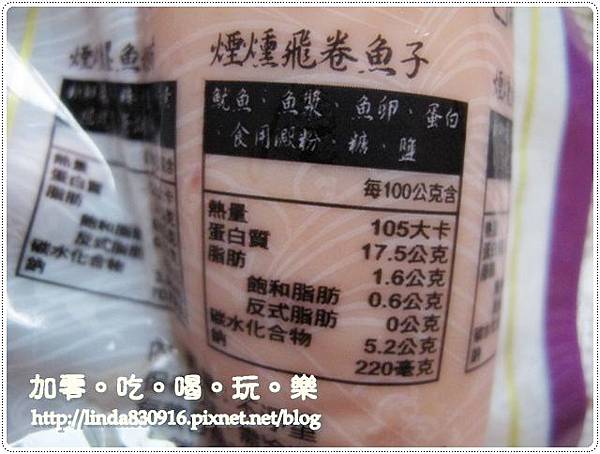 煙燻飛卷魚子
魷魚、魚漿、魚卵、蛋白
、食用澱粉、糖、鹽
每100公克含
熱量 105大卡
蛋白質 17.5公克
脂肪 1.6公克
飽和脂肪 0.6公克
反式脂肪 0公克
碳水化合物 5.2公克
鈉 220毫克
熱量
蛋白質
脂肪
飽和脂肪
反式脂肪
碳水化合物
鈉
加零。吃。喝。玩。樂
http://linda830916.pixnet.net/blog